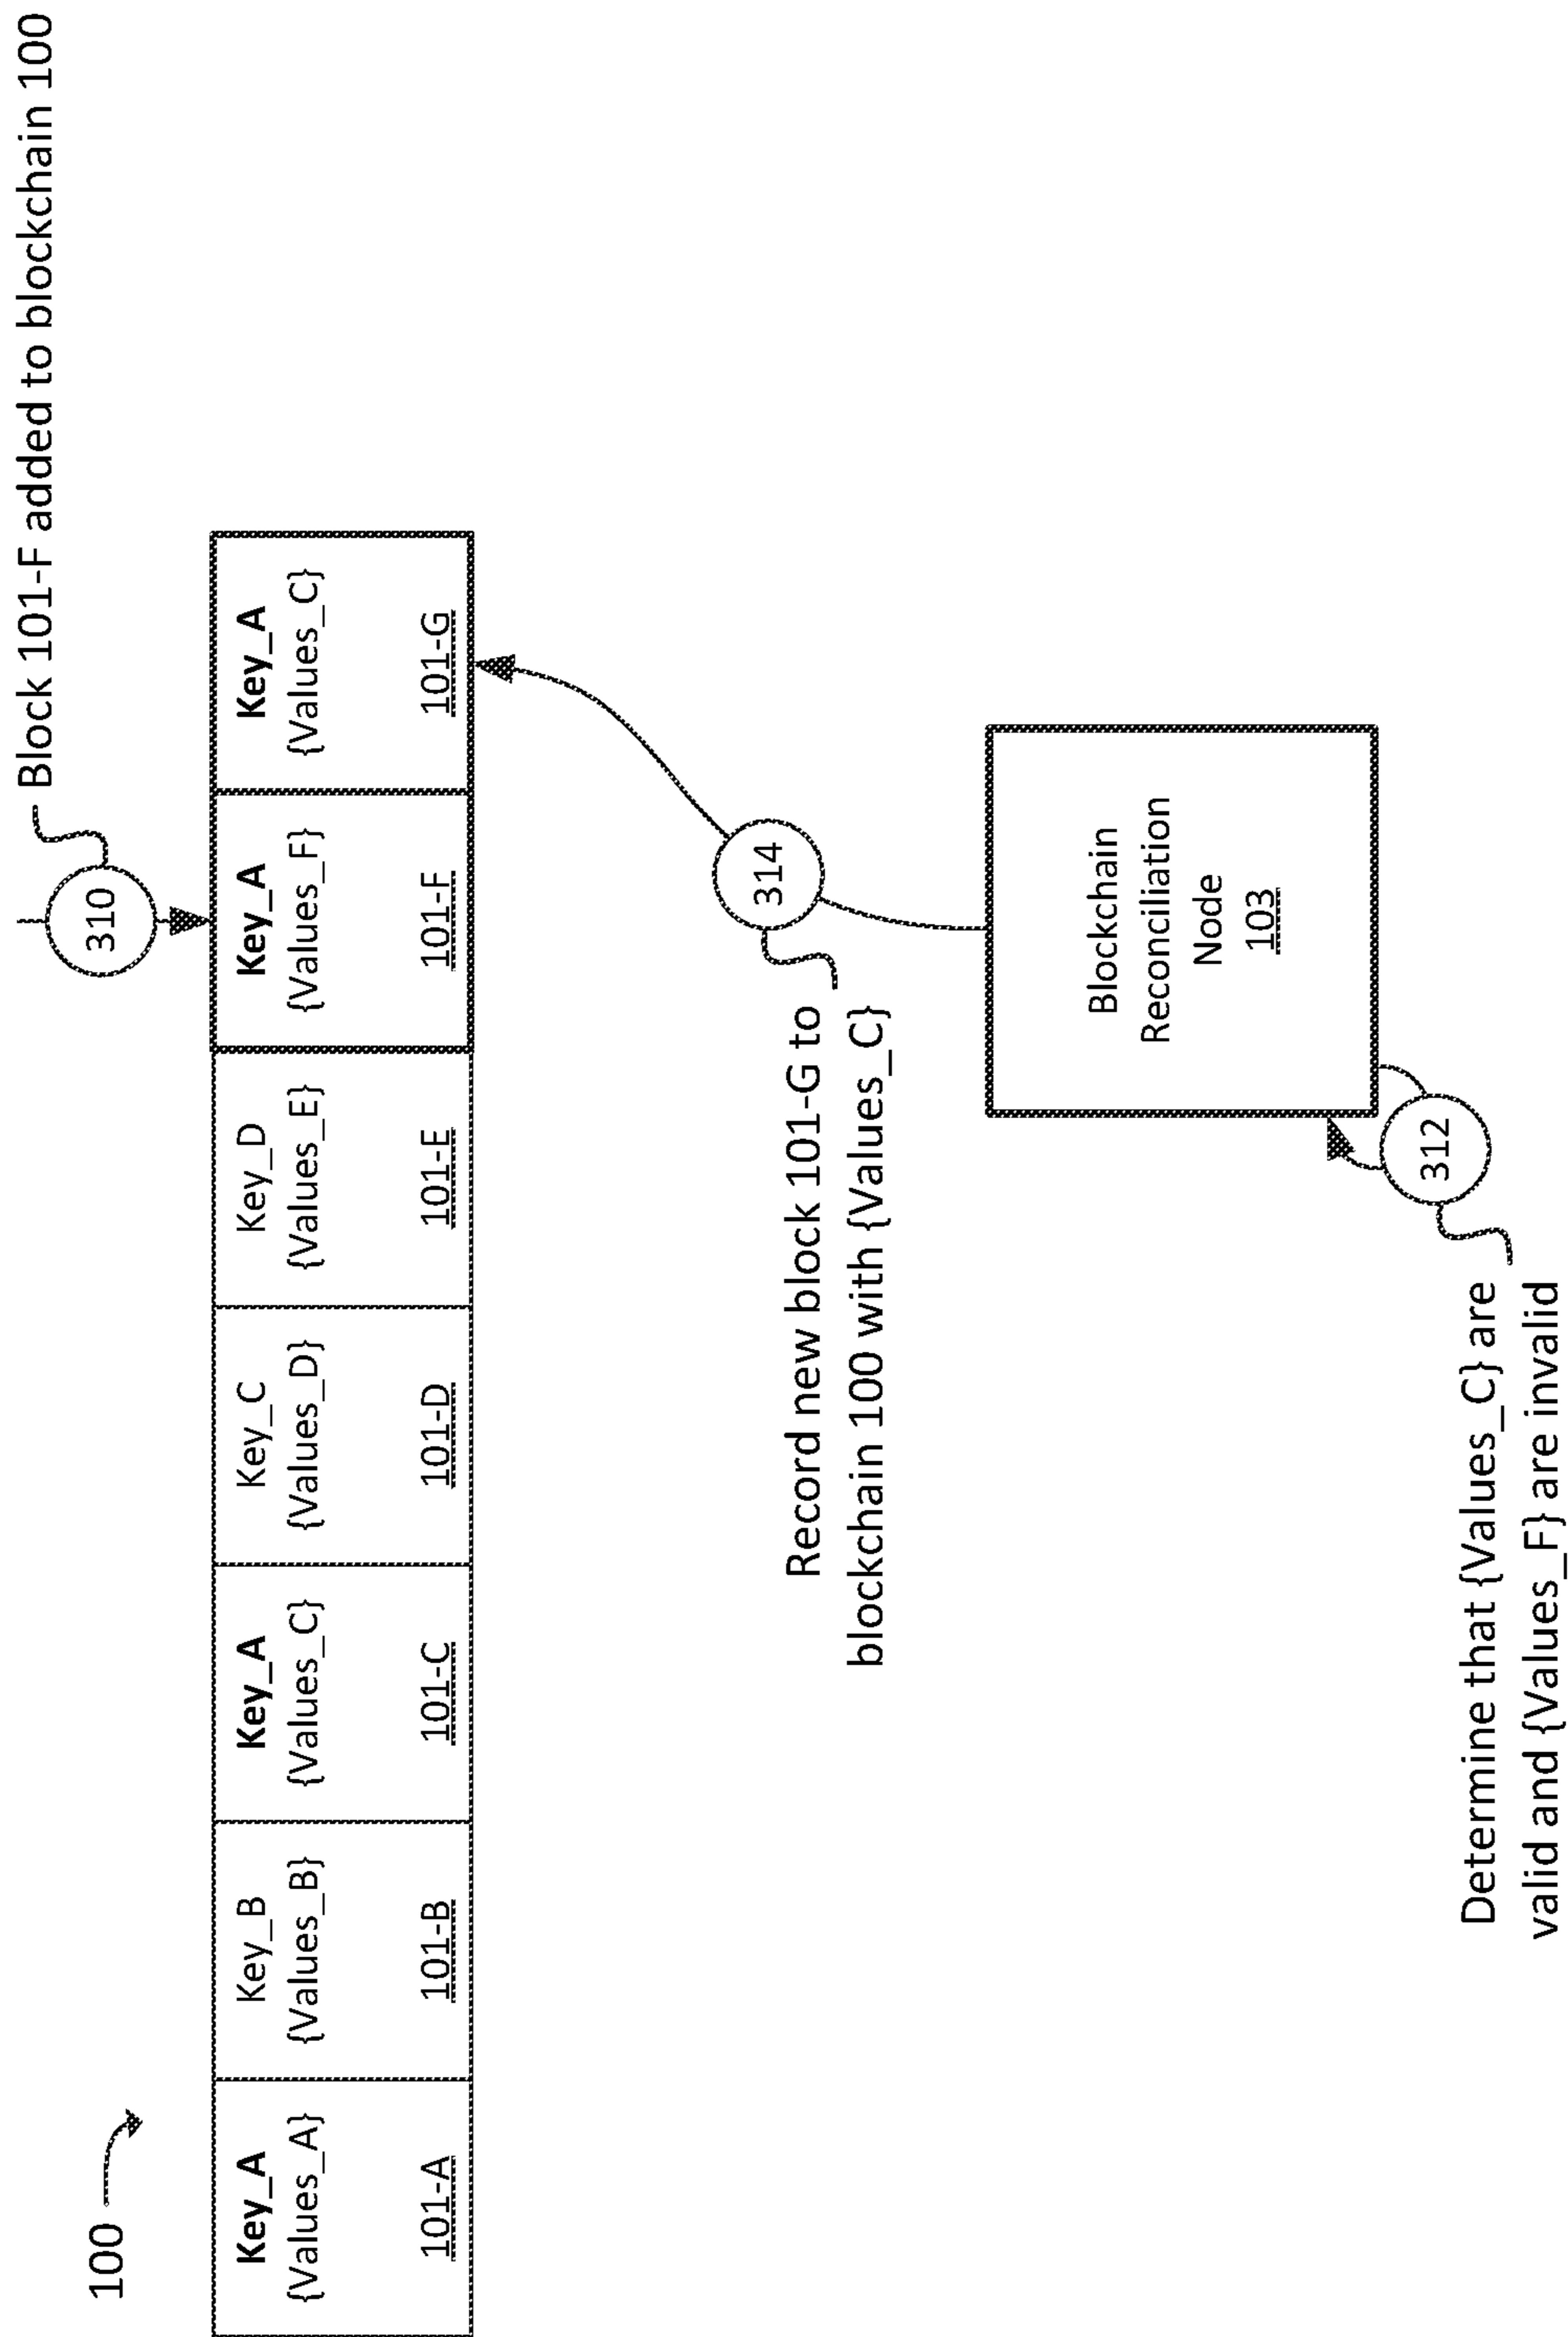 Block 101-F added to blockchain 100
100
310
Key_A
{Values_A}
101-A
Key_B
{Values_B}
101-B
Key_A
{Values_C}
101-C
Key_C
{Values_D}
101-D
Key_D
{Values_E}
101-E
Key_A
{Values_F}
101-F
Key_A
{Values_C}
101-G
314
Record new block 101-G to
blockchain 100 with {Values_C}
Blockchain
Reconciliation
Node
103
312
Determine that {Values_C} are
valid and {Values_F} are invalid